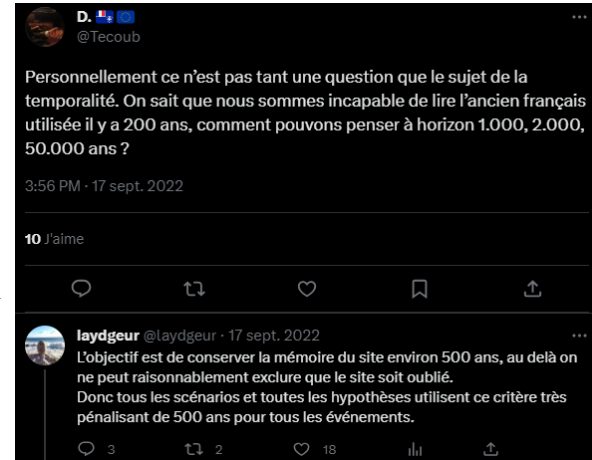 D.
@Tecoub
Personnellement ce n'est pas tant une question que le sujet de la
temporalité. On sait que nous sommes incapable de lire l'ancien français
utilisée il y a 200 ans, comment pouvons penser à horizon 1.000, 2.000,
50.000 ans ?
3:56 PM · 17 sept. 2022
10 J'aime
laydgeur @laydgeur · 17 sept. 2022
L'objectif est de conserver la mémoire du site environ 500 ans, au delà on
ne peut raisonnablement exclure que le site soit oublié.
Donc tous les scénarios et toutes les hypothèses utilisent ce critère très
pénalisant de 500 ans pour tous les événements.
3 2 18